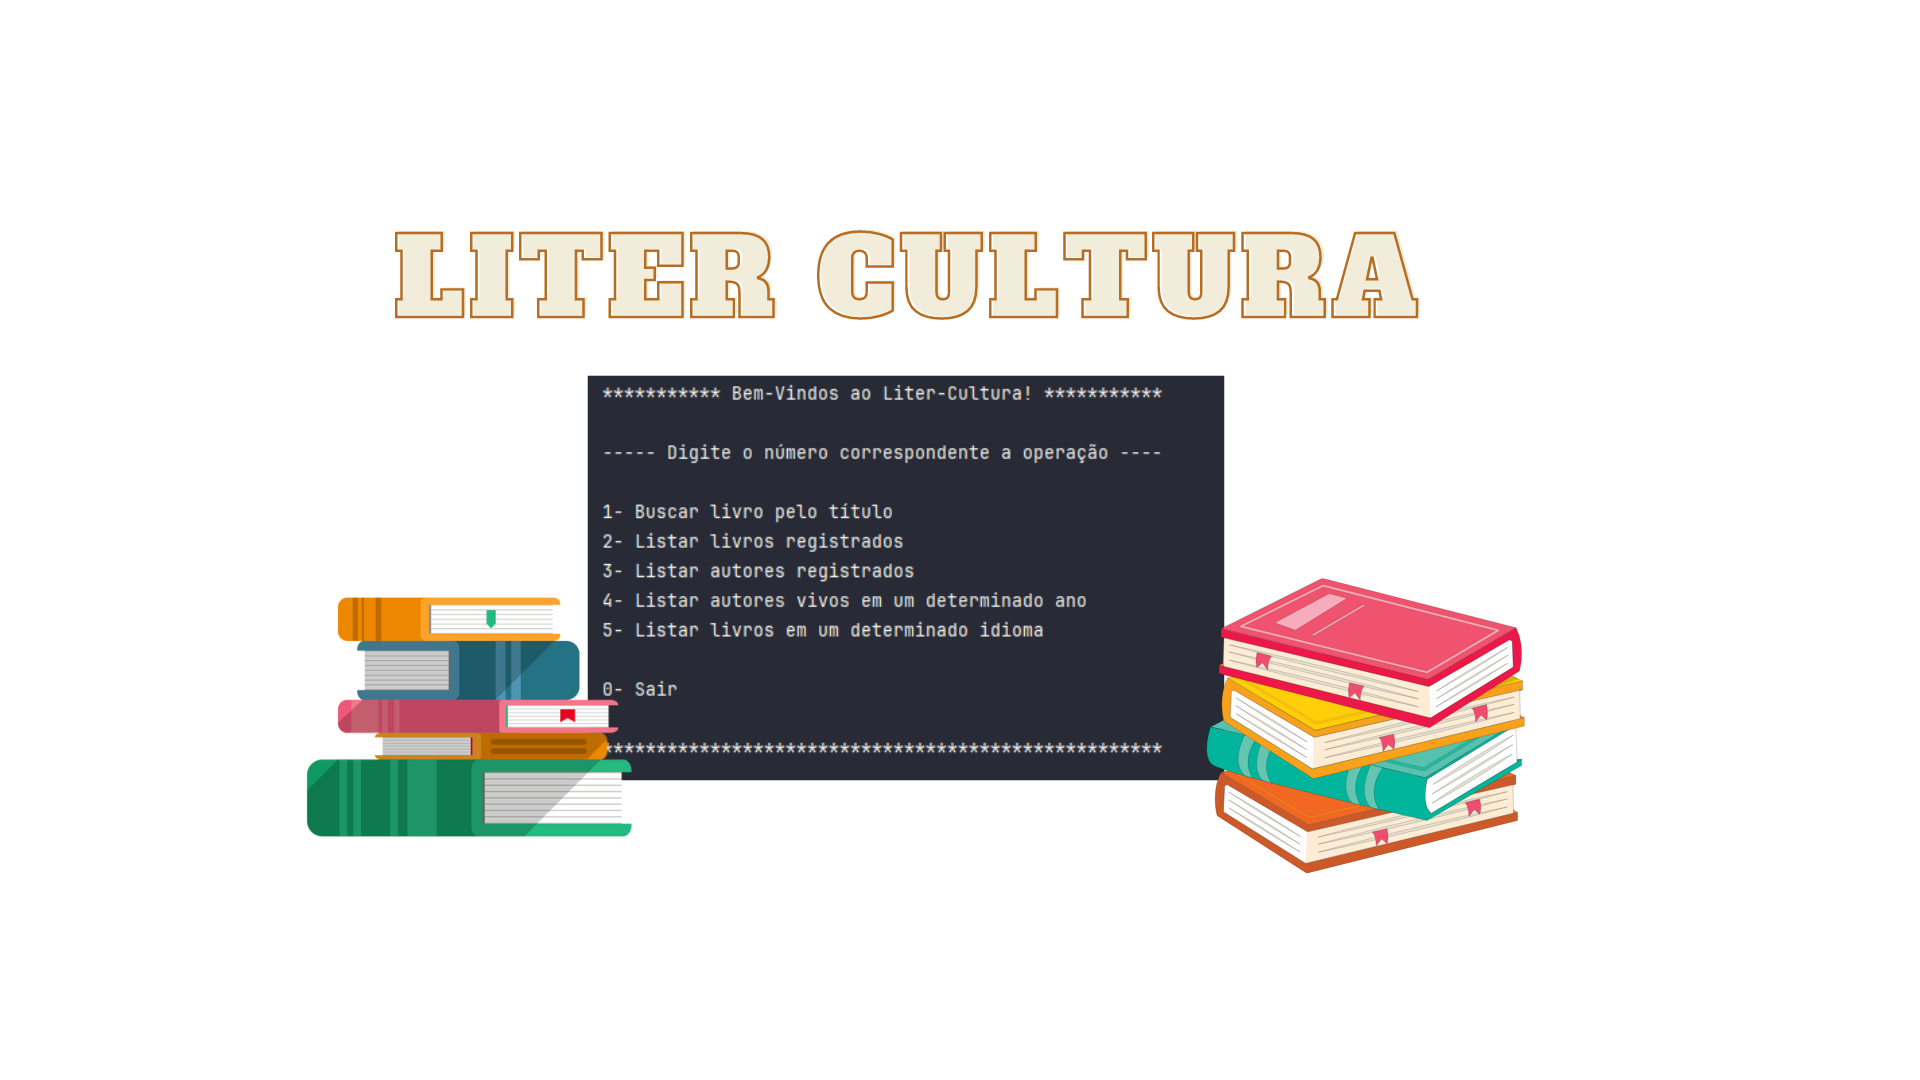 LITER CULTURA
*********** Bem-Vindos ao Liter-Cultura! ***********
----- Digite o número correspondente a operação ----
1- Buscar livro pelo título
2- Listar livros registrados
3- Listar autores registrados
4- Listar autores vivos em um determinado ano
5- Listar livros em um determinado idioma
0- Sair
****************************************************